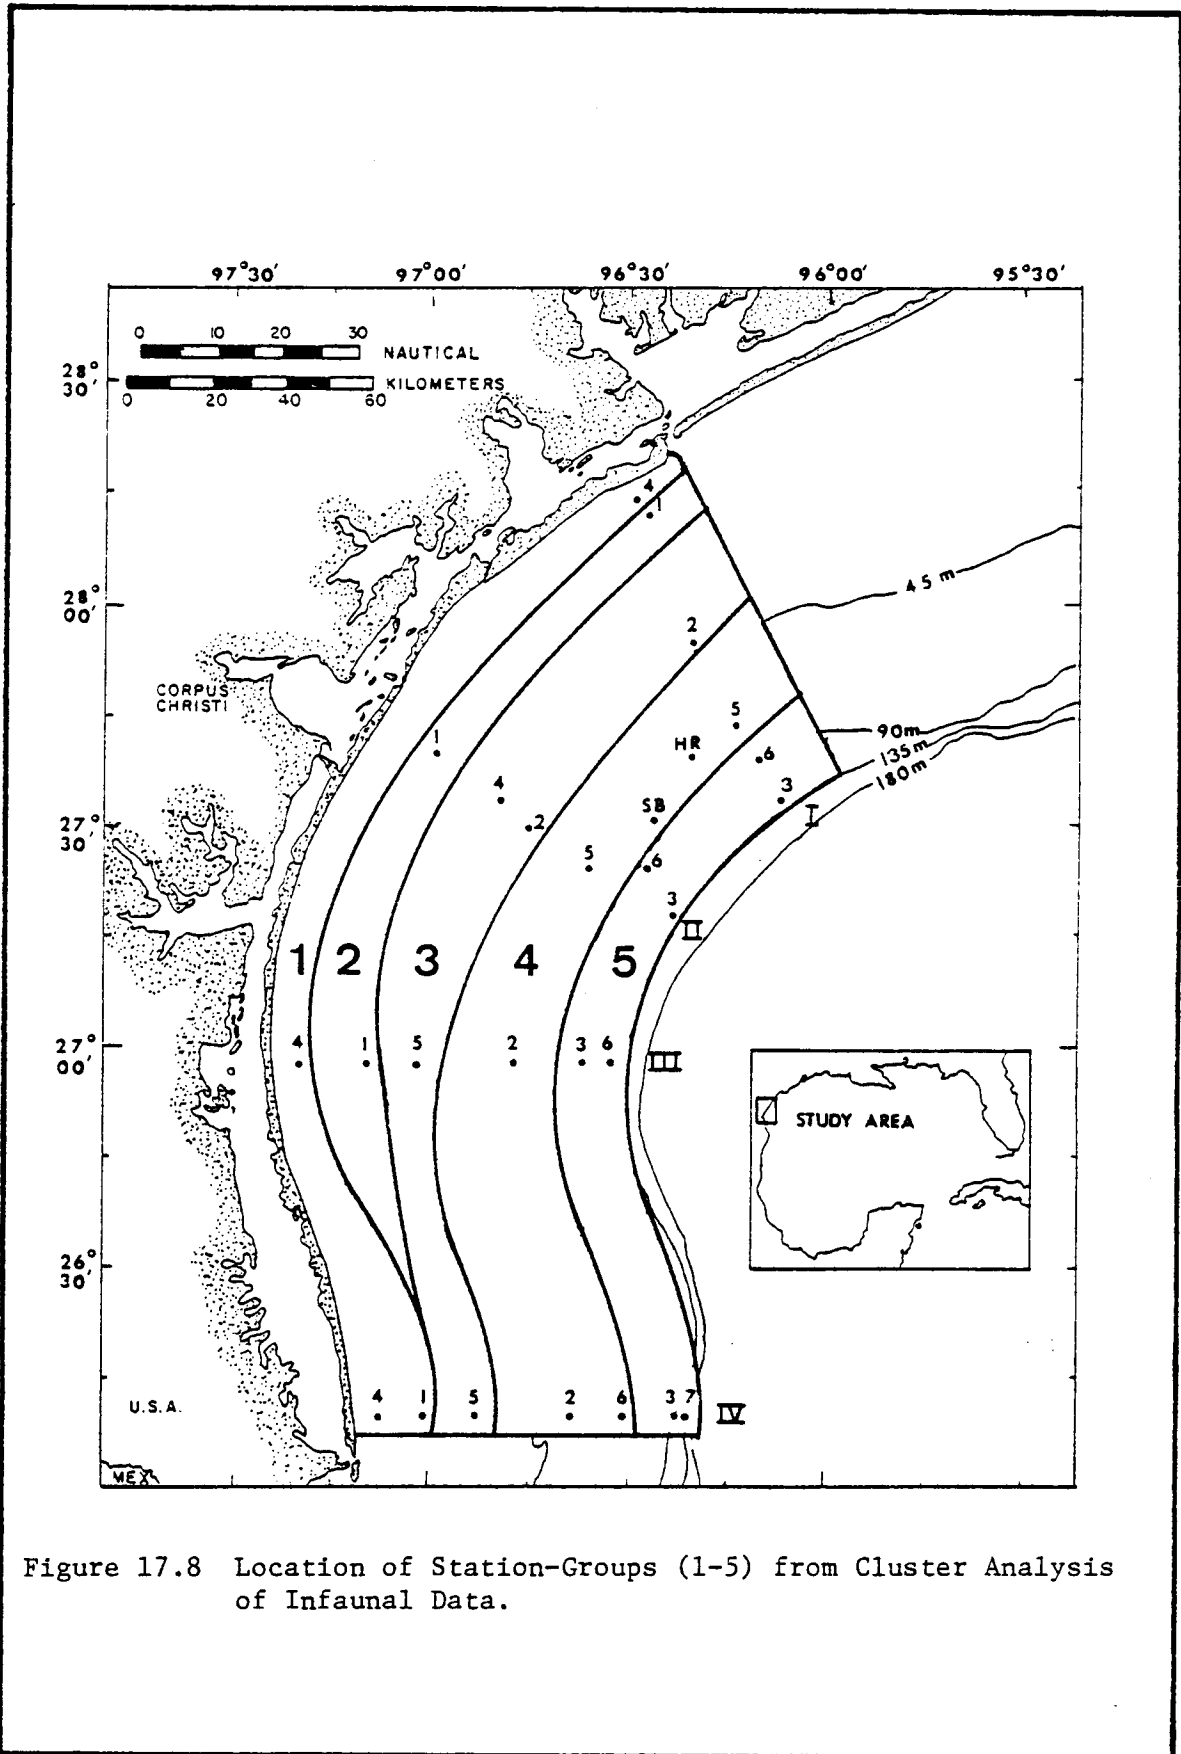 97°30' 97°00' 96°30' 96°00' 95°30'
0 10 20 30
NAUTICAL
28°
30'
KILOMETERS
0 20 40 60
4
1
45 m
28°
00'
2
CORPUS
CHRISTI
5
90m
1
HR
6
135m
180m
4
3
SB
I
2
27°
30'
5
6
3
II
1 2 3 4 5
27°
00'
4 1 5 2 3 6 III
STUDY AREA
26°
30'
4 1 5 2 6 3 7 IV
U.S.A.
MEX
Figure 17.8 Location of Station-Groups (1-5) from Cluster Analysis
of Infaunal Data.